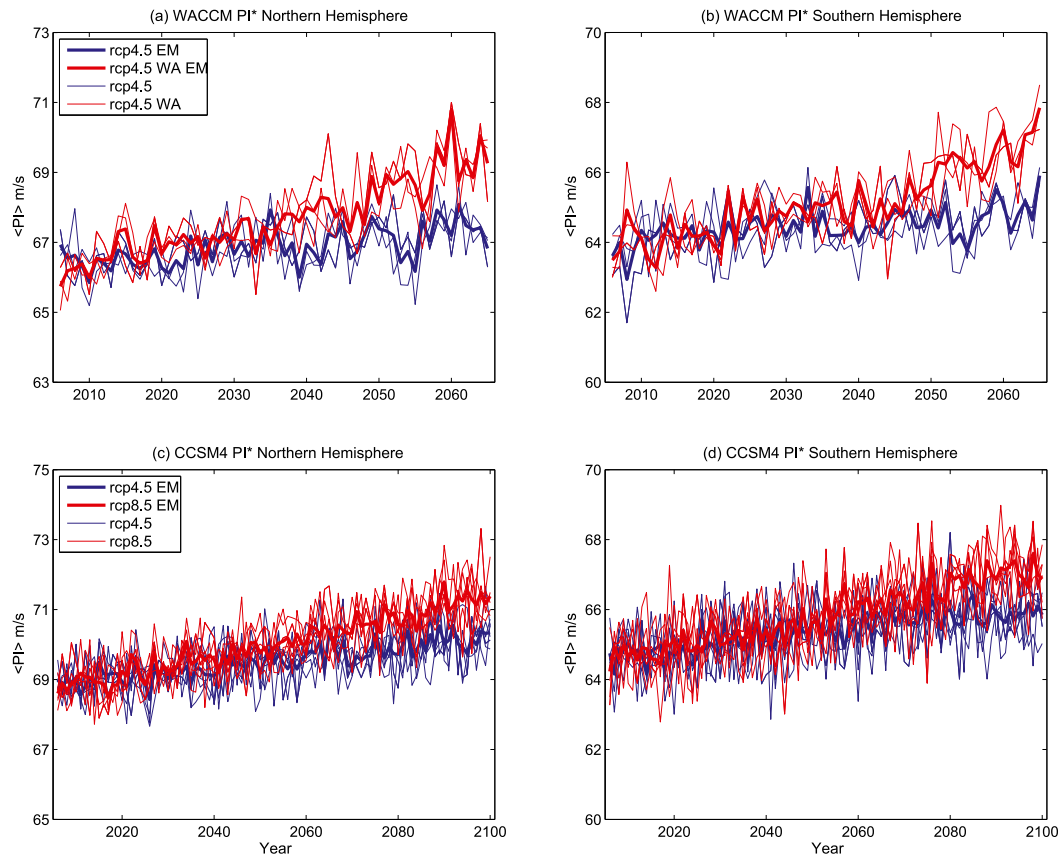 (a) WACCM PI* Northern Hemisphere
73
71
69
67
65
63
<PI> m/s
rcp4.5 EM
rcp4.5 WA EM
rcp4.5
rcp4.5 WA
2010 2020 2030 2040 2050 2060
(b) WACCM PI* Southern Hemisphere
70
68
66
64
62
60
<PI> m/s
2010 2020 2030 2040 2050 2060
(c) CCSM4 PI* Northern Hemisphere
75
73
71
69
67
65
<PI> m/s
rcp4.5 EM
rcp8.5 EM
rcp4.5
rcp8.5
2020 2040 2060 2080 2100
Year
(d) CCSM4 PI* Southern Hemisphere
70
68
66
64
62
60
<PI> m/s
2020 2040 2060 2080 2100
Year